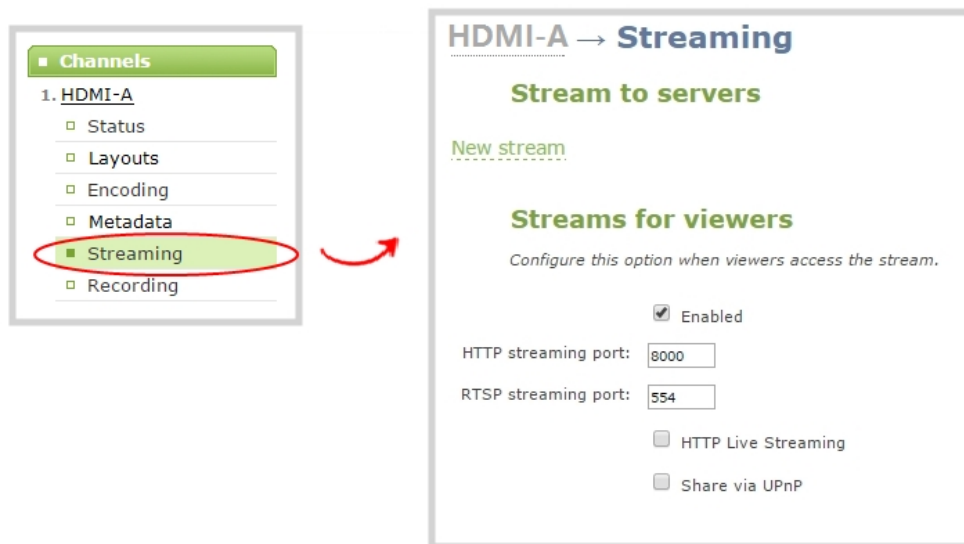 Channels
1. HDMI-A
Status
Layouts
Encoding
Metadata
Streaming
Recording
HDMI-A → Streaming
Stream to servers
New stream
Streams for viewers
Configure this option when viewers access the stream.
Enabled
HTTP streaming port: 8000
RTSP streaming port: 554
HTTP Live Streaming
Share via UPnP